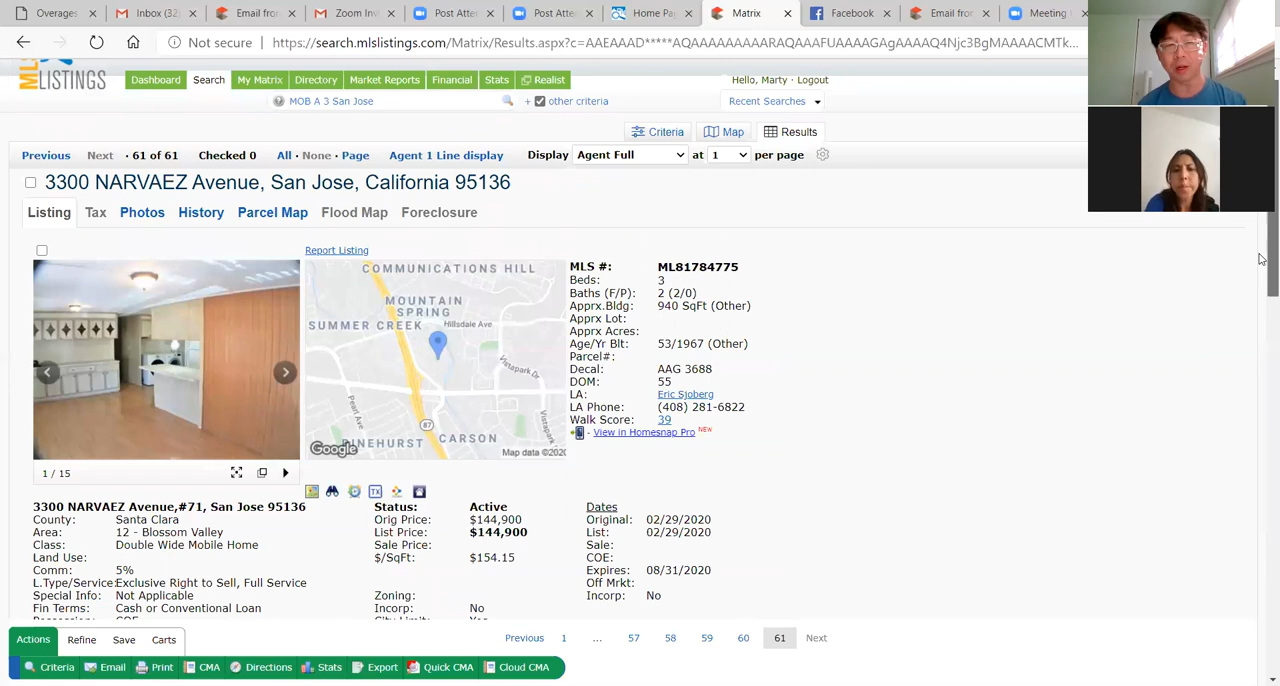 Overages
Inbox (32)
Email from
Zoom Inv
Post Atte
Post Atte
Home Pa
Matrix
Facebook
Email from
Meeting
Not secure
https://search.mlslistings.com/Matrix/Results.aspx?c=AAEAAAD*****AQAAAAAAAAARAQAAAFUAAAAGAgAAAAQ4Njc3BgMAAAACMTk...
MLSLISTINGS
Dashboard
Search
My Matrix
Directory
Market Reports
Financial
Stats
Realist
Hello, Marty · Logout
MOB A 3 San Jose
+ other criteria
Recent Searches
Criteria
Map
Results
Previous Next · 61 of 61 Checked 0 All · None · Page Agent 1 Line display Display Agent Full at 1 per page
3300 NARVAEZ Avenue, San Jose, California 95136
Listing Tax Photos History Parcel Map Flood Map Foreclosure
Report Listing
COMMUNICATIONS HILL
MOUNTAIN
SPRING
SUMMER CREEK
Hillsdale Ave
Vistapark Dr
Pearl Ave
Vistapark
87
PINEHURST
CARSON
Google
Map data ©2020
MLS #: ML81784775
Beds: 3
Baths (F/P): 2 (2/0)
Apprx.Bldg: 940 SqFt (Other)
Apprx Lot:
Apprx Acres:
Age/Yr Blt: 53/1967 (Other)
Parcel#:
Decal: AAG 3688
DOM: 55
LA: Eric Sjoberg
LA Phone: (408) 281-6822
Walk Score: 39
- View in Homesnap Pro NEW
1 / 15
TX
3300 NARVAEZ Avenue,#71, San Jose 95136
County: Santa Clara
Area: 12 - Blossom Valley
Class: Double Wide Mobile Home
Land Use:
Comm: 5%
L.Type/Service: Exclusive Right to Sell, Full Service
Special Info: Not Applicable
Fin Terms: Cash or Conventional Loan
Status: Active
Orig Price: $144,900
List Price: $144,900
Sale Price:
$/SqFt: $154.15
Zoning:
Incorp: No
Dates
Original: 02/29/2020
List: 02/29/2020
Sale:
COE:
Expires: 08/31/2020
Off Mrkt:
Incorp: No
Actions Refine Save Carts
Previous 1 ... 57 58 59 60 61 Next
Criteria Email Print CMA Directions Stats Export Quick CMA Cloud CMA